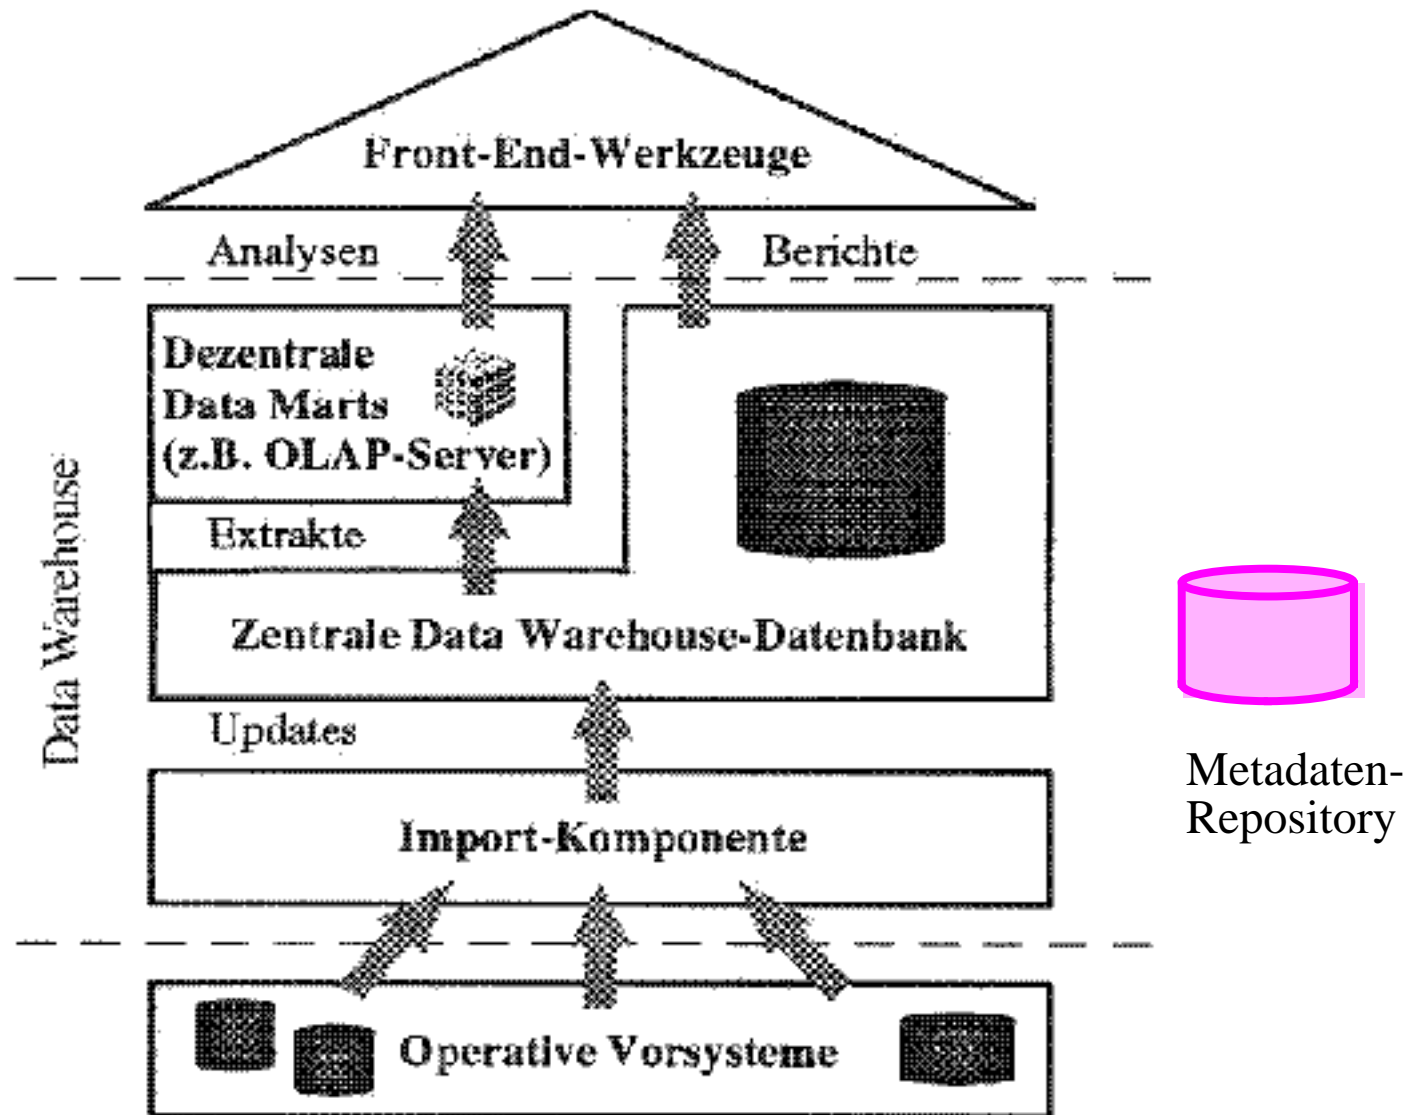 Front-End-Werkzeuge
Analysen
Berichte
Dezentrale
Data Marts
(z.B. OLAP-Server)
Extrakte
Zentrale Data Warehouse-Datenbank
Updates
Import-Komponente
Operative Vorsysteme
Data Warehouse
Metadaten-
Repository